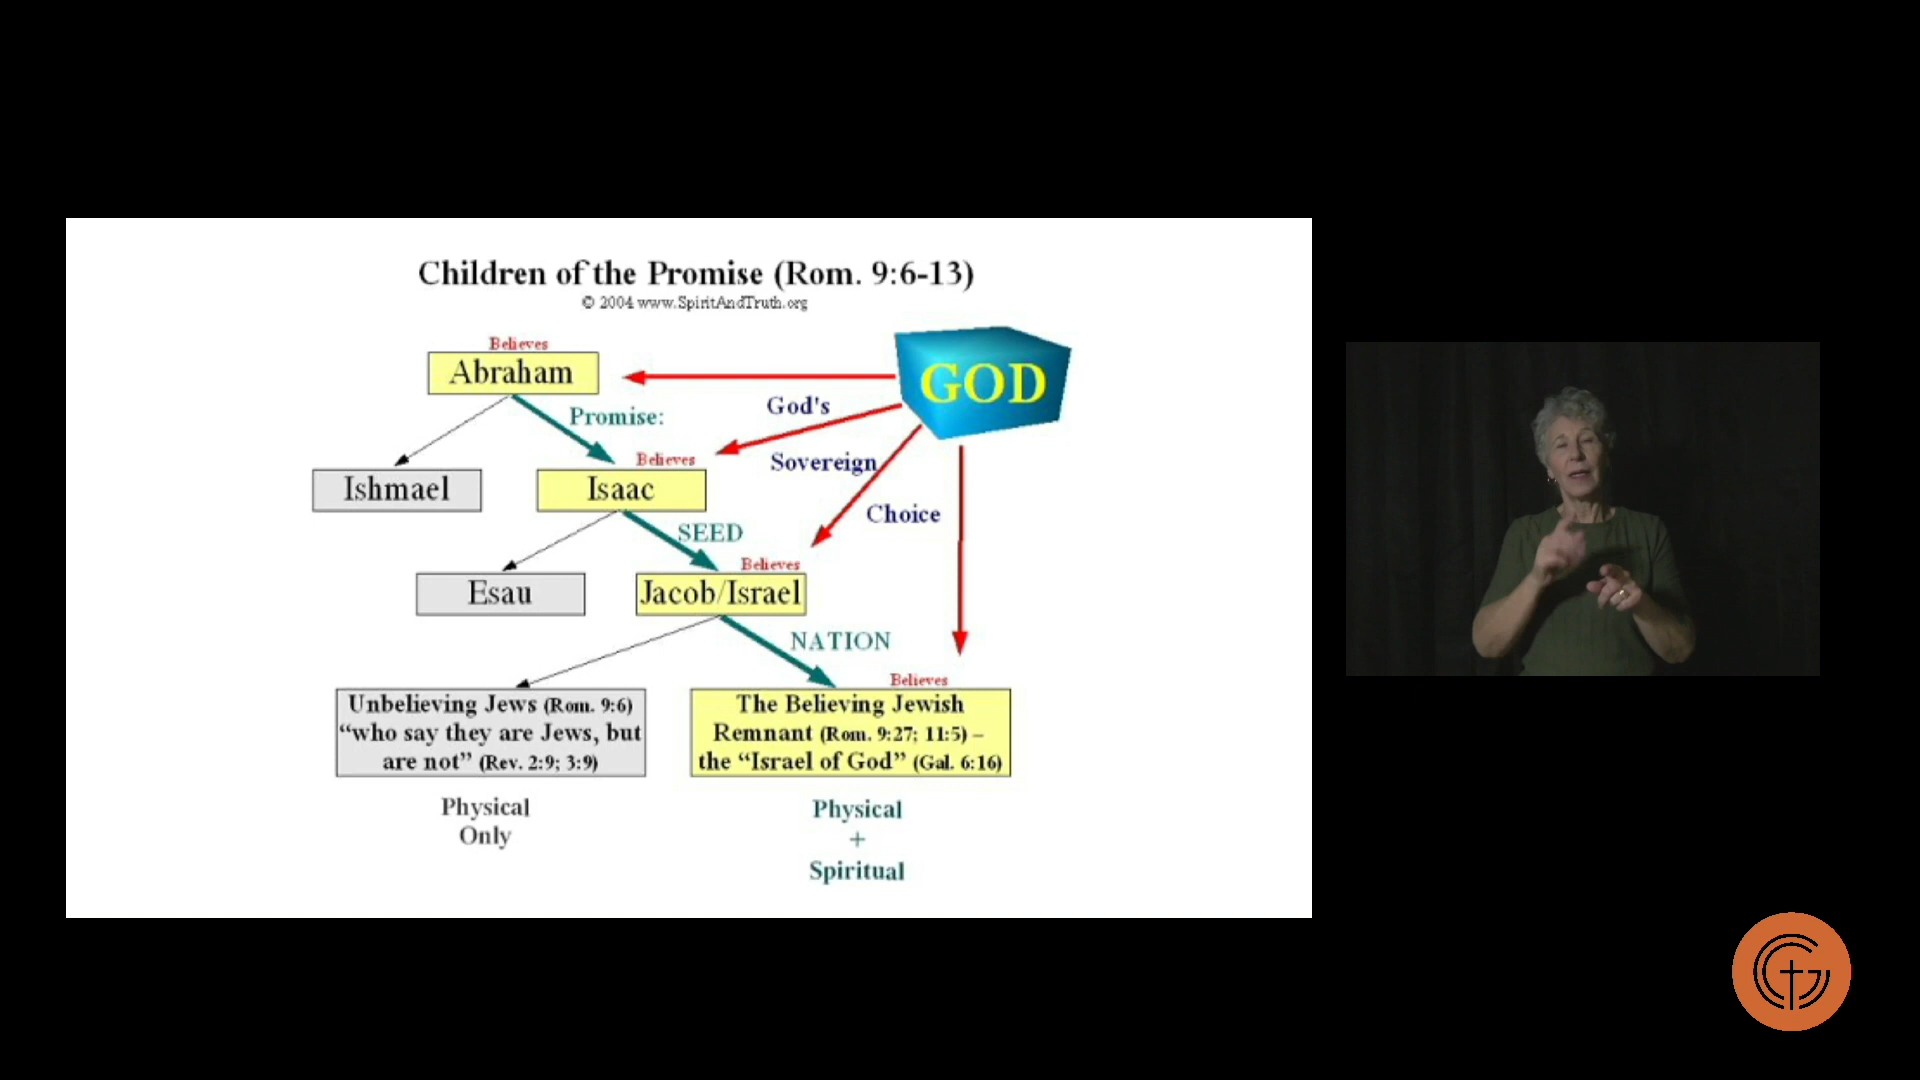 Children of the Promise (Rom. 9:6-13)
© 2004 www.SpiritAndTruth.org
Believes
Abraham
GOD
Promise:
God's
Believes
Sovereign
Ishmael
Isaac
Choice
SEED
Believes
Esau
Jacob/Israel
NATION
Believes
Unbelieving Jews (Rom. 9:6)
“who say they are Jews, but
are not” (Rev. 2:9; 3:9)
The Believing Jewish
Remnant (Rom. 9:27; 11:5) –
the “Israel of God” (Gal. 6:16)
Physical
Only
Physical
+
Spiritual